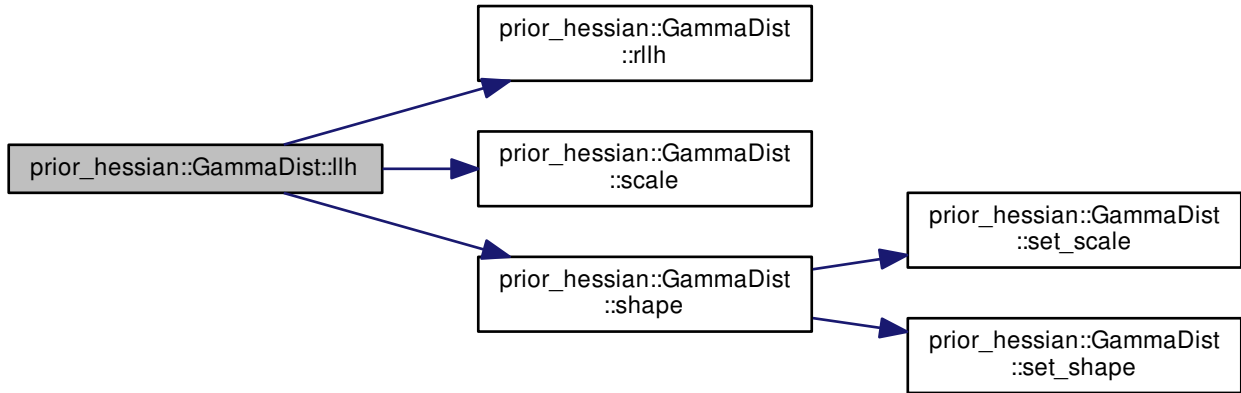 prior_hessian::GammaDist
::rllh
prior_hessian::GammaDist::llh
prior_hessian::GammaDist
::scale
prior_hessian::GammaDist
::shape
prior_hessian::GammaDist
::set_scale
prior_hessian::GammaDist
::set_shape